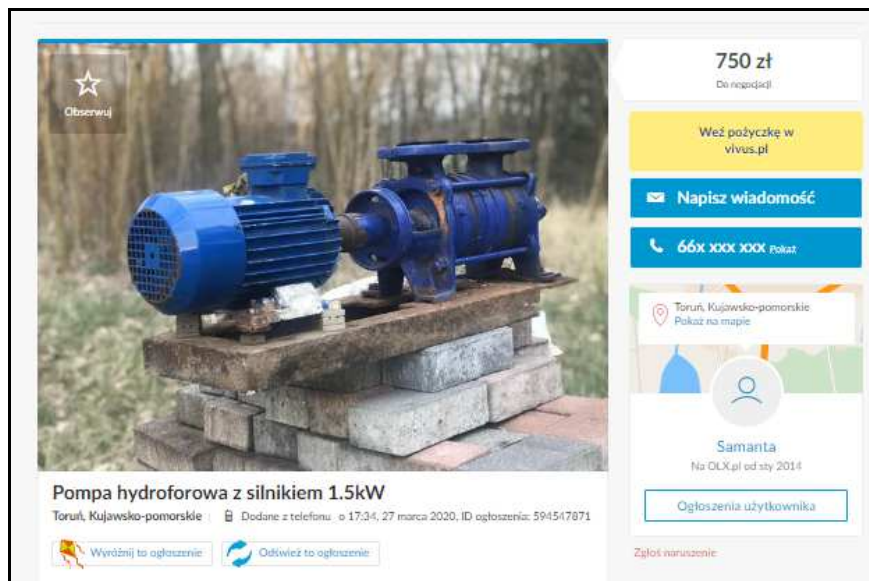 Obserwuj
750 zł
Do negocjacji
Weź pożyczkę w
vivus.pl
Napisz wiadomość
66x xxx xxx Pokaż
Toruń, Kujawsko-pomorskie
Pokaż na mapie
Samanta
Na OLX.pl od sty 2014
Ogłoszenia użytkownika
Zgłoś naruszenie
Pompa hydroforowa z silnikiem 1.5kW
Toruń, Kujawsko-pomorskie Dodane z telefonu o 17:34, 27 marca 2020, ID ogłoszenia: 594547871
Wyróżnij to ogłoszenie
Odśwież to ogłoszenie